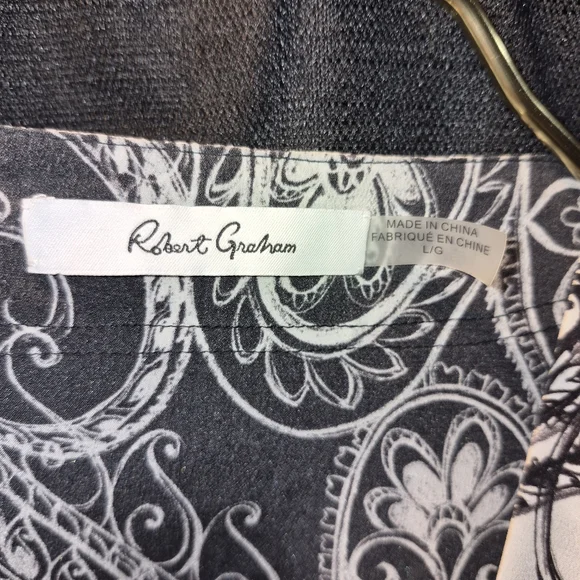 Robert Graham
MADE IN CHINA
FABRIQUÉ EN CHINE
L/G